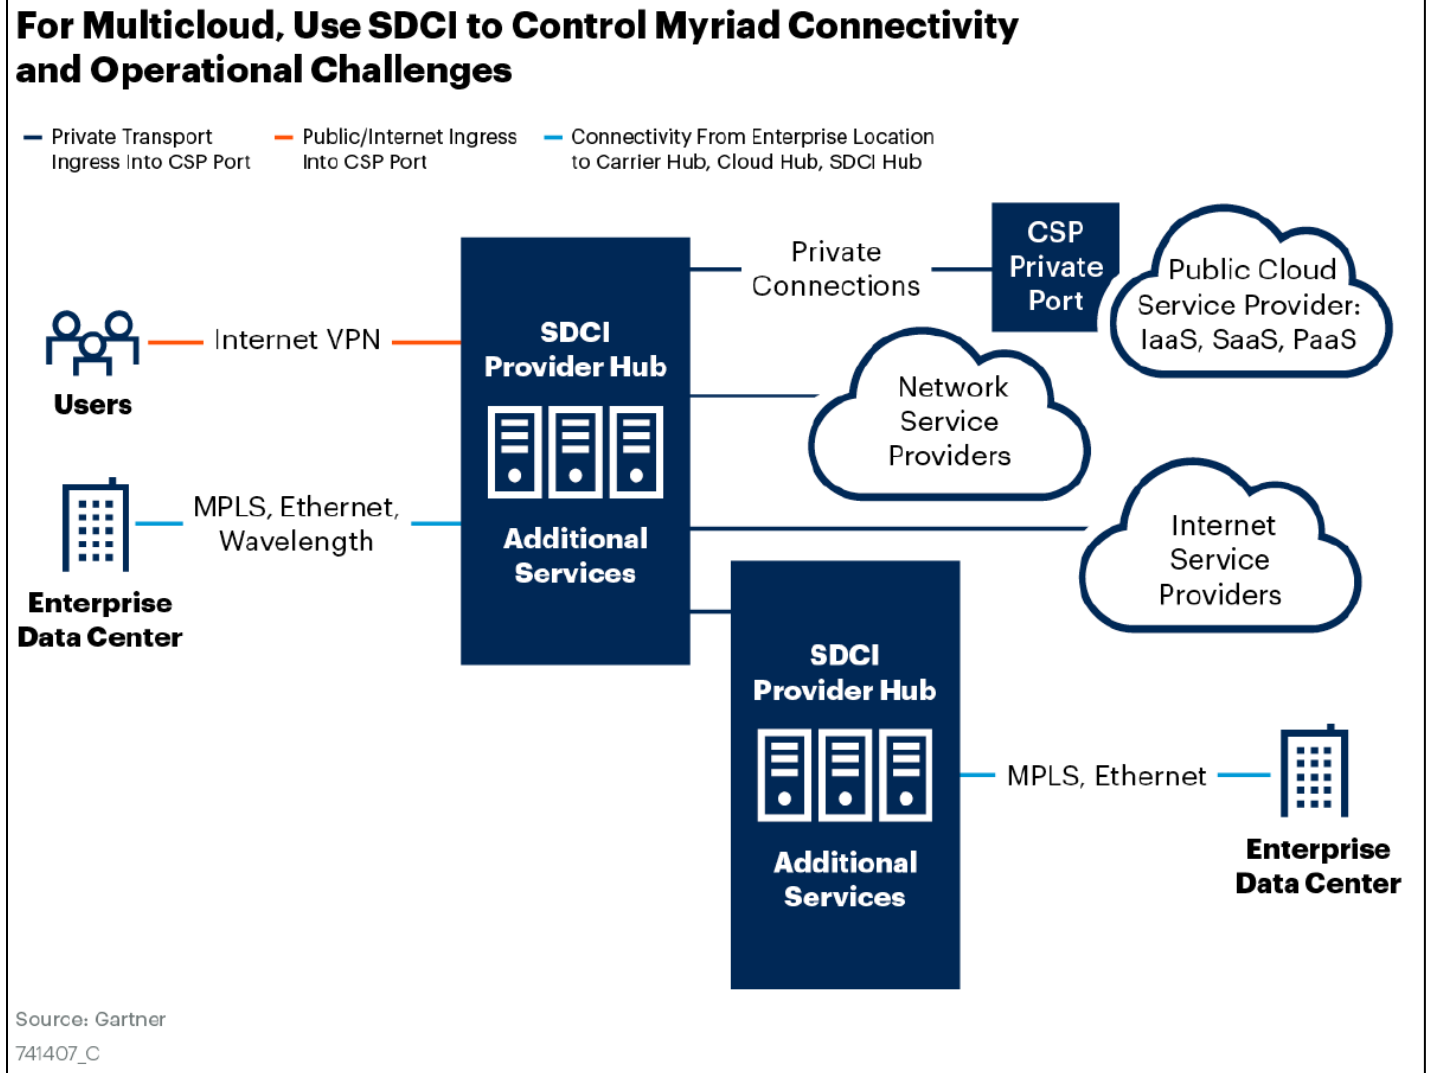 For Multicloud, Use SDCI to Control Myriad Connectivity
and Operational Challenges
Private Transport
Ingress Into CSP Port
Public/Internet Ingress
Into CSP Port
Connectivity From Enterprise Location
to Carrier Hub, Cloud Hub, SDCI Hub
Users
Internet VPN
Enterprise
Data Center
MPLS, Ethernet,
Wavelength
SDCI
Provider Hub
Additional
Services
Private
Connections
CSP
Private
Port
Public Cloud
Service Provider:
IaaS, SaaS, PaaS
Network
Service
Providers
Internet
Service
Providers
SDCI
Provider Hub
Additional
Services
MPLS, Ethernet
Enterprise
Data Center
Source: Gartner
741407_C